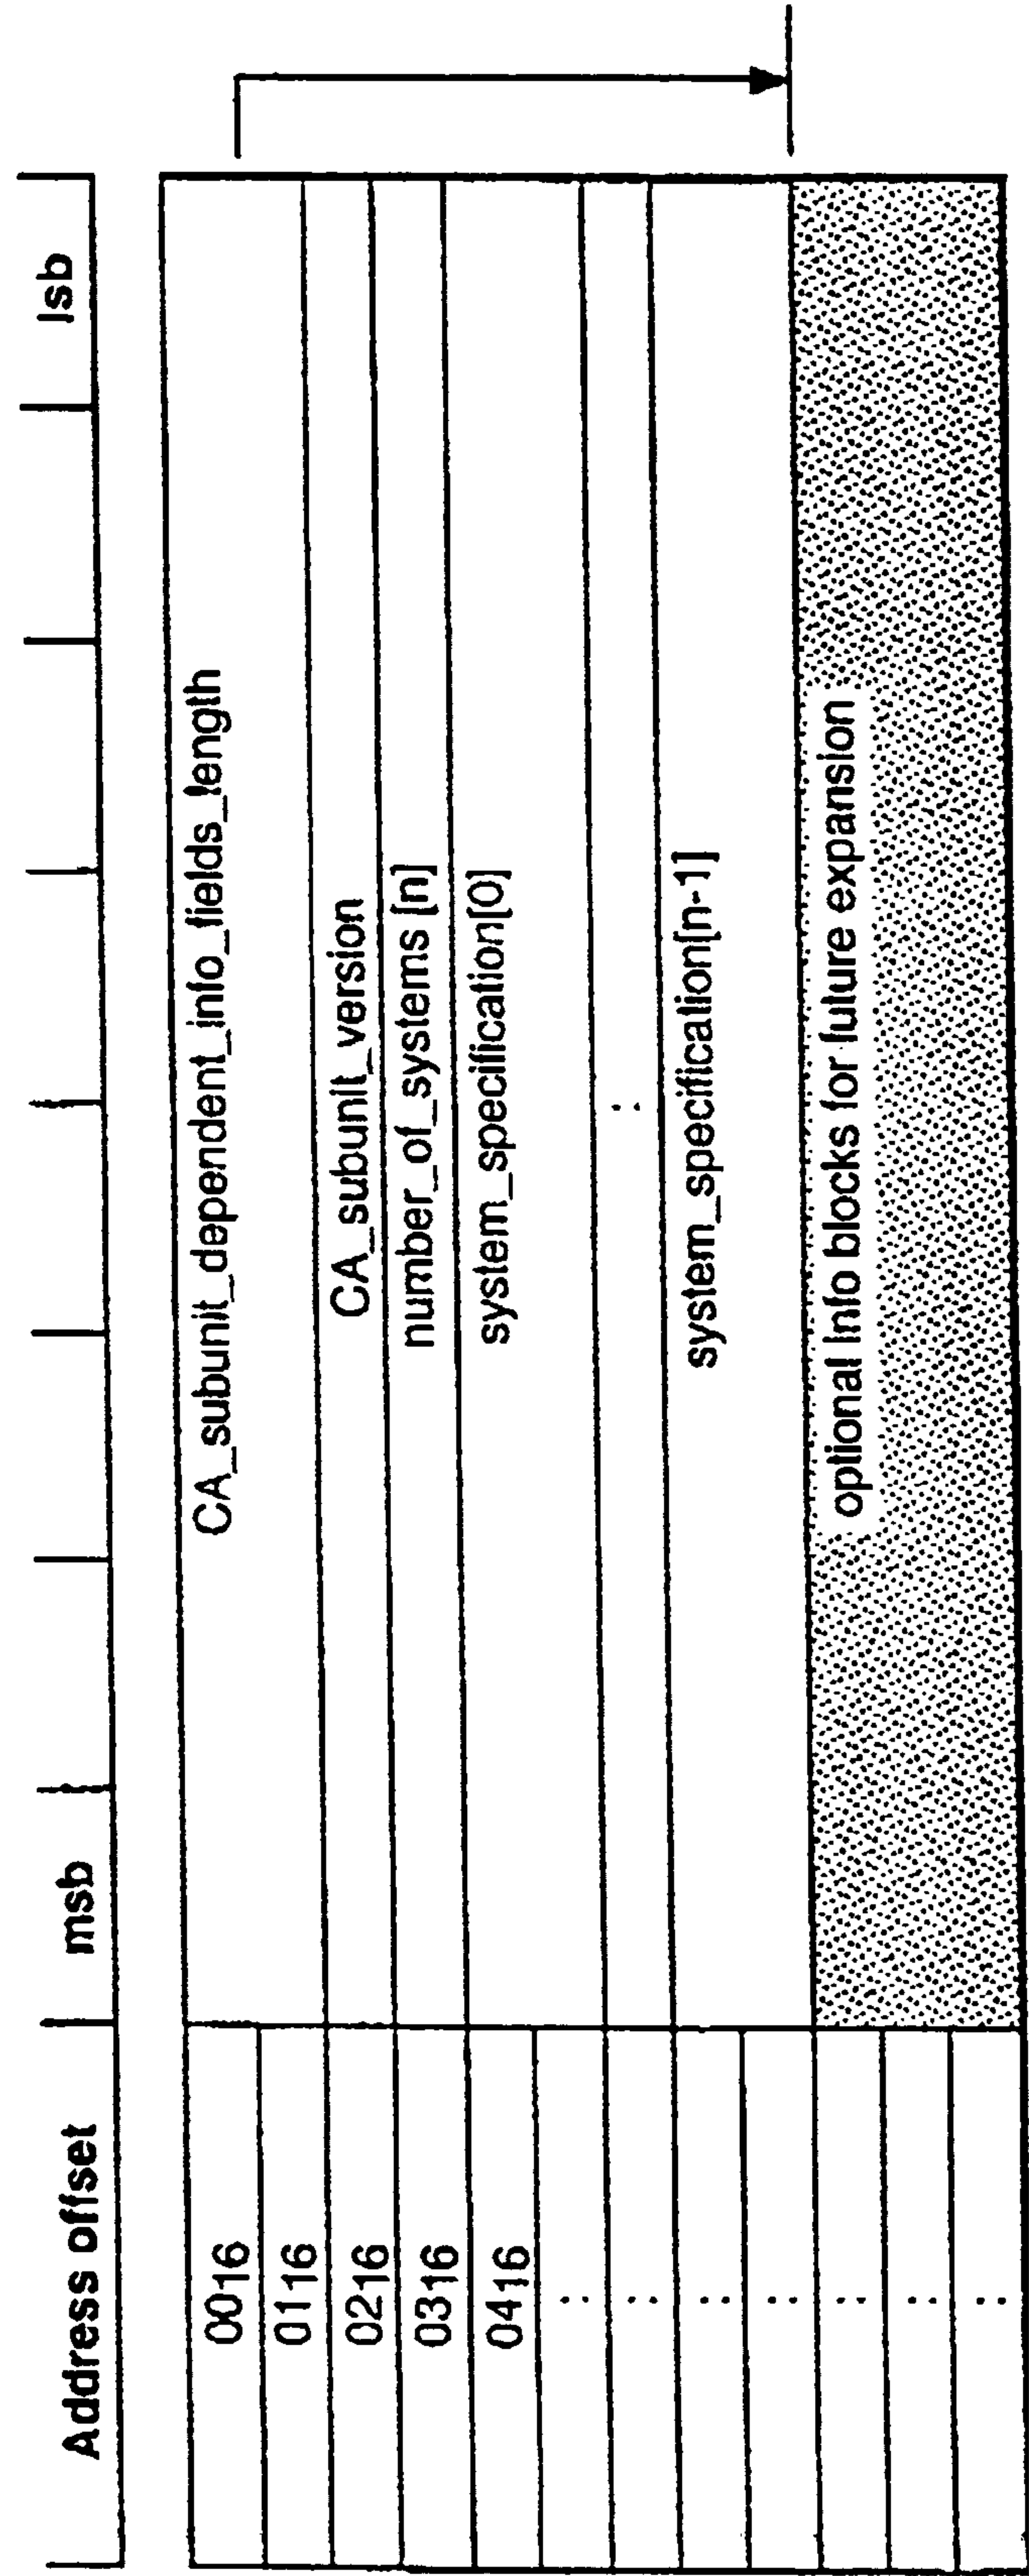 Address offset msb lsb
0016 CA_subunit_dependent_info_fields_length
0116
0216 CA_subunit_version
0316 number_of_systems [n]
0416 system_specification[0]
:
: :
: system_specification[n-1]
:
: optional info blocks for future expansion
:
: